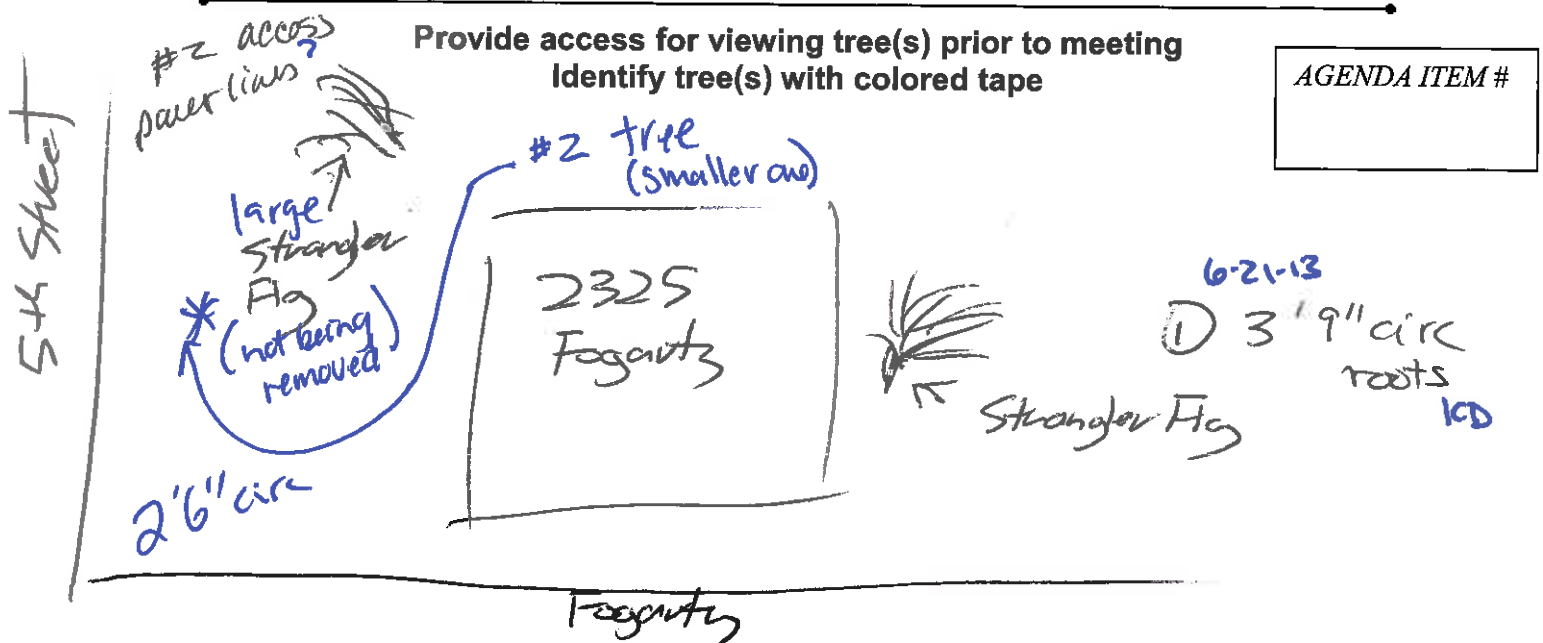 Provide access for viewing tree(s) prior to meeting
Identify tree(s) with colored tape
AGENDA ITEM #
#2 access?
power lines
5th Street
#2 tree
(smaller one)
large
Strangler
Fig
(not being
removed)
2'6" circ
2325
Fogarty
6-21-13
① 3'9" circ
roots
KD
Strangler Fig
Fogarty